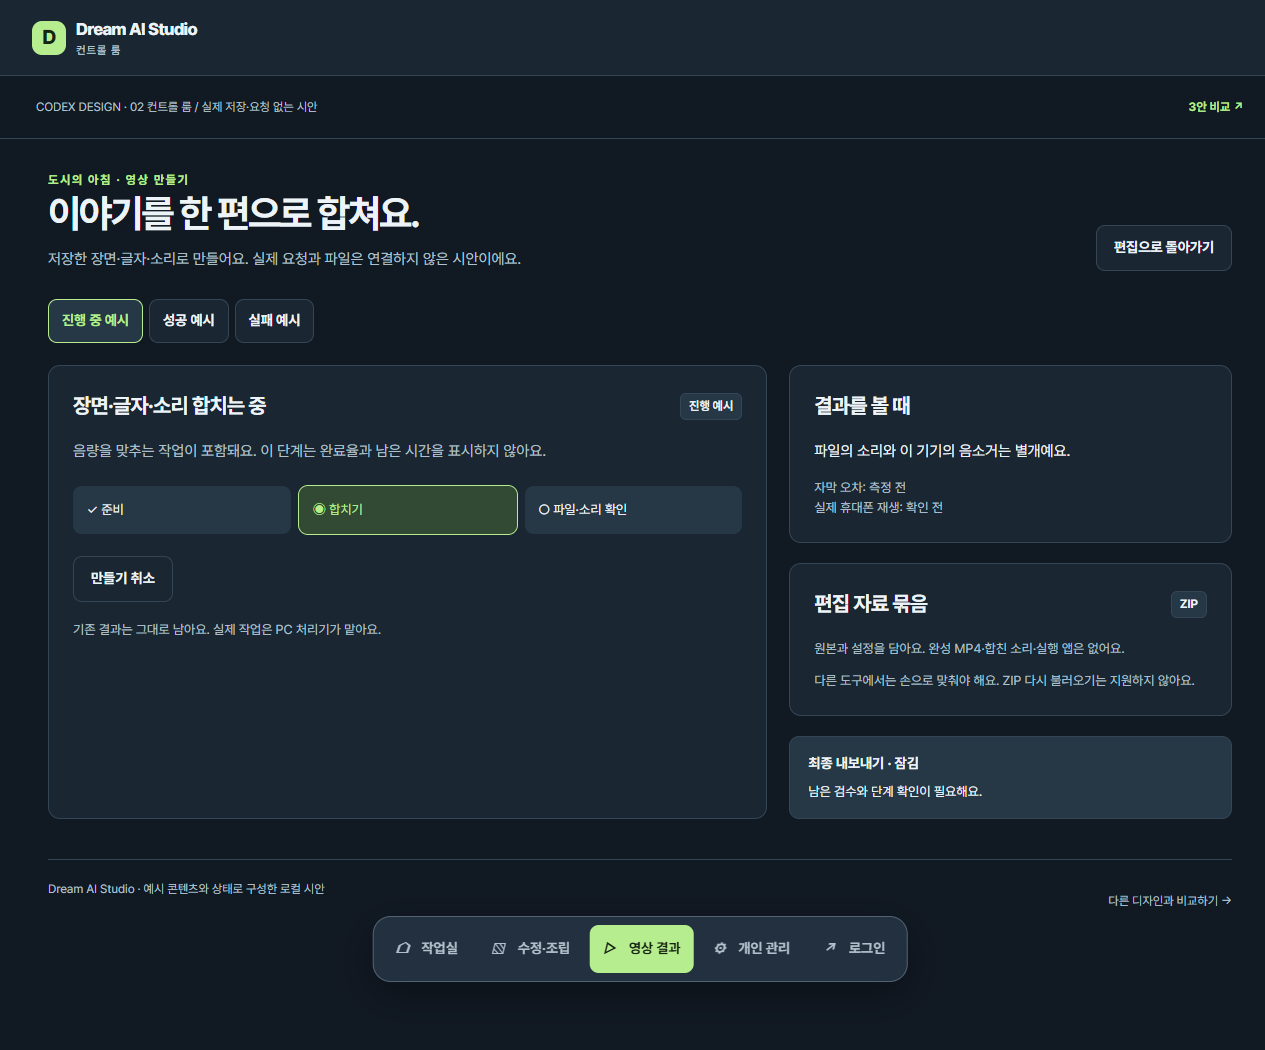 D
Dream AI Studio
컨트롤 룸
CODEX DESIGN · 02 컨트롤 룸 / 실제 저장·요청 없는 시안
3안 비교 ↗
도시의 아침 · 영상 만들기
이야기를 한 편으로 합쳐요.
저장한 장면·글자·소리로 만들어요. 실제 요청과 파일은 연결하지 않은 시안이에요.
편집으로 돌아가기
진행 중 예시
성공 예시
실패 예시
장면·글자·소리 합치는 중
진행 예시
음량을 맞추는 작업이 포함돼요. 이 단계는 완료율과 남은 시간을 표시하지 않아요.
✓ 준비
◉ 합치기
○ 파일·소리 확인
만들기 취소
기존 결과는 그대로 남아요. 실제 작업은 PC 처리기가 맡아요.
결과를 볼 때
파일의 소리와 이 기기의 음소거는 별개예요.
자막 오차: 측정 전
실제 휴대폰 재생: 확인 전
편집 자료 묶음
ZIP
원본과 설정을 담아요. 완성 MP4·합친 소리·실행 앱은 없어요.
다른 도구에서는 손으로 맞춰야 해요. ZIP 다시 불러오기는 지원하지 않아요.
최종 내보내기 · 잠김
남은 검수와 단계 확인이 필요해요.
Dream AI Studio · 예시 콘텐츠와 상태로 구성한 로컬 시안
다른 디자인과 비교하기 →
작업실
수정·조립
영상 결과
개인 관리
↗ 로그인